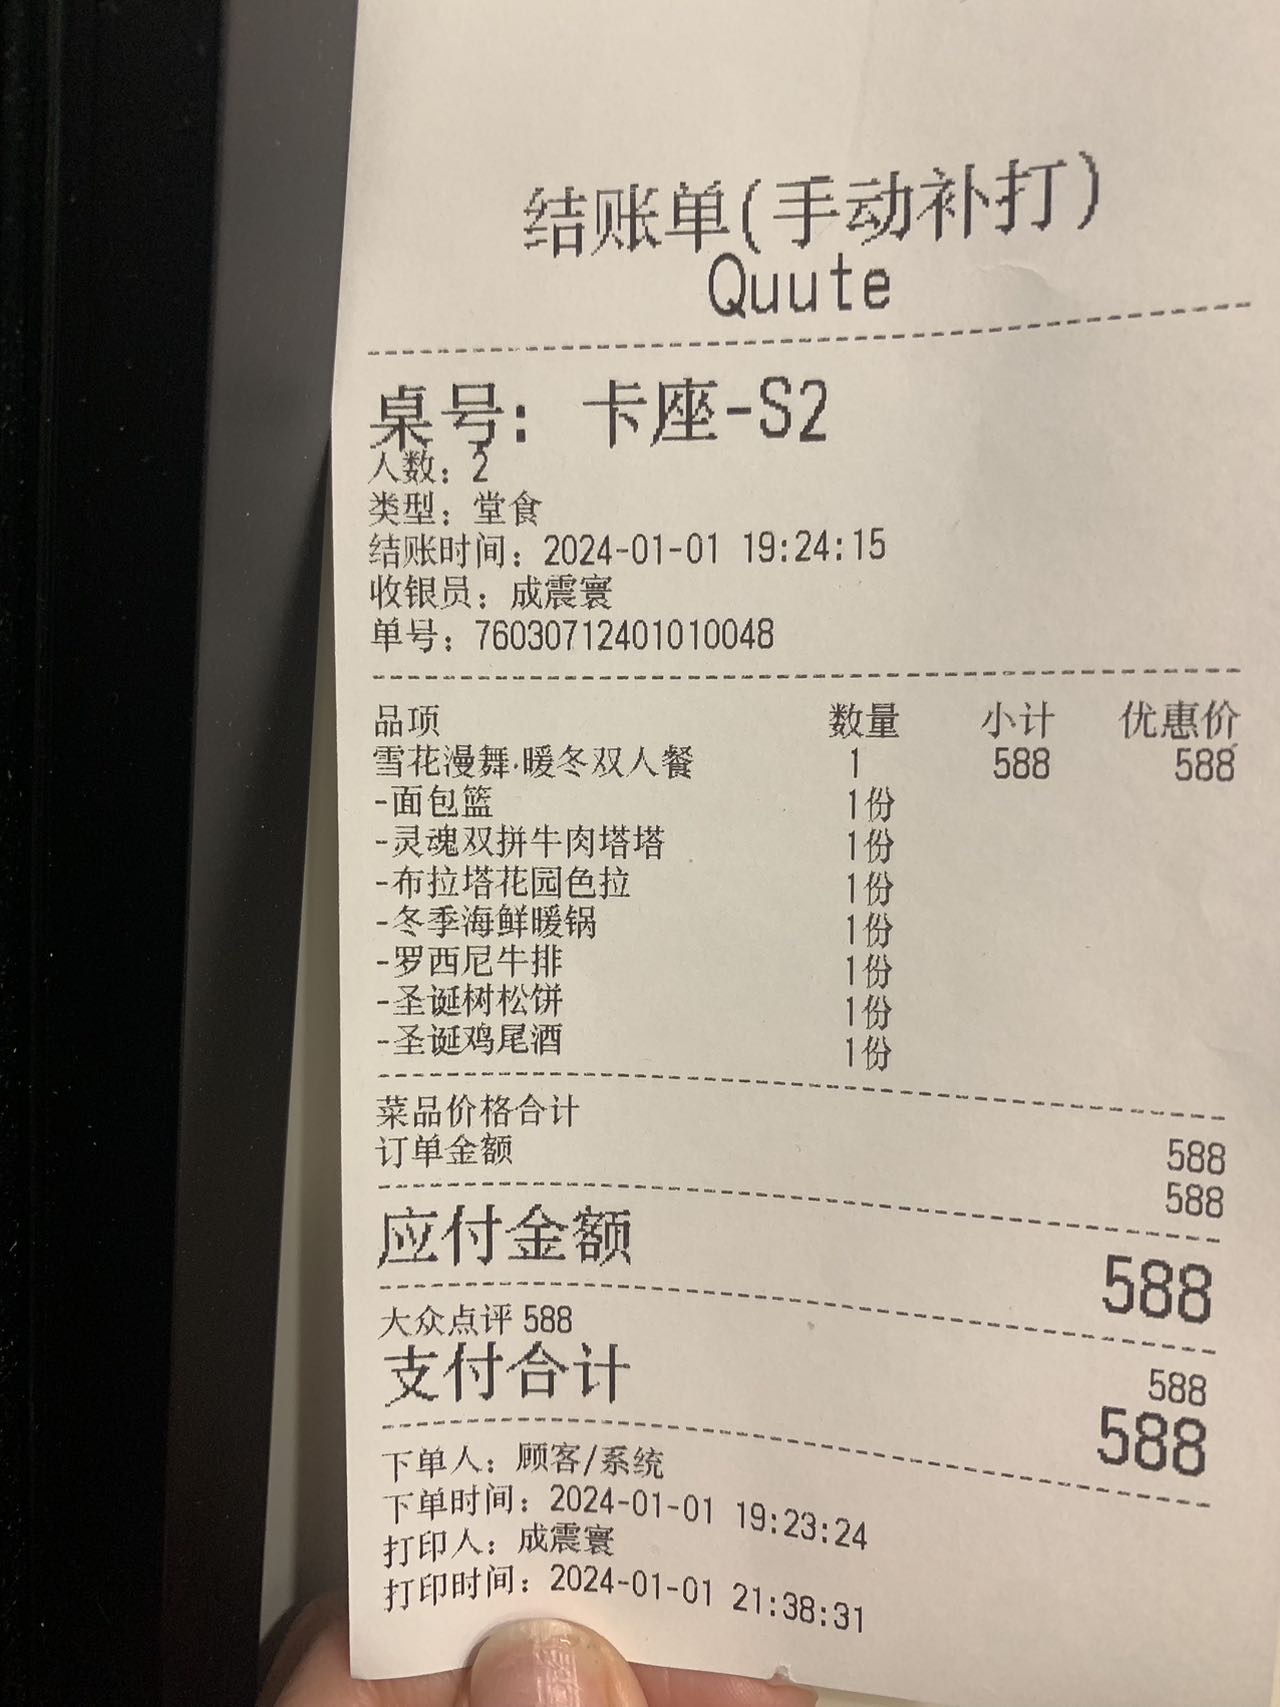 结账单(手动补打)
Quute
桌号: 卡座-S2
人数: 2
类型: 堂食
结账时间: 2024-01-01 19:24:15
收银员: 成震寰
单号: 76030712401010048
品项 数量 小计 优惠价
雪花漫舞·暖冬双人餐 1 588 588
-面包篮 1份
-灵魂双拼牛肉塔塔 1份
-布拉塔花园色拉 1份
-冬季海鲜暖锅 1份
-罗西尼牛排 1份
-圣诞树松饼 1份
-圣诞鸡尾酒 1份
菜品价格合计 588
订单金额 588
应付金额 588
大众点评 588 588
支付合计 588
下单人: 顾客/系统
下单时间: 2024-01-01 19:23:24
打印人: 成震寰
打印时间: 2024-01-01 21:38:31